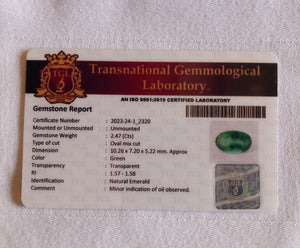 TGL
Transnational Gemmological
Laboratory
AN ISO 9001:2015 CERTIFIED LABORATORY
Gemstone Report
Certificate No. : 2023-24-1_2320
Mounted or Unmounted : Unmounted
Gemstone Weight : 2.47 (Cts)
Type of cut : Oval mix cut
Dimension : 10.26 x 7.20 x 5.22 mm. Approx
Color : Green
Transparency : Transparent
RI : 1.57 - 1.58
Identification : Natural Emerald
Comments : Minor indication of oil observed.